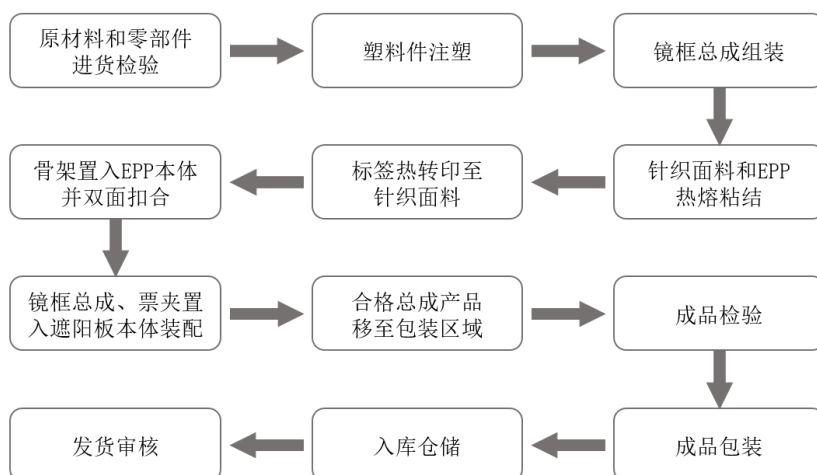 原材料和零部件
进货检验
塑料件注塑
镜框总成组装
针织面料和EPP
热熔粘结
标签热转印至
针织面料
骨架置入EPP本体
并双面扣合
镜框总成、票夹置
入遮阳板本体装配
合格总成产品
移至包装区域
成品检验
成品包装
入库仓储
发货审核